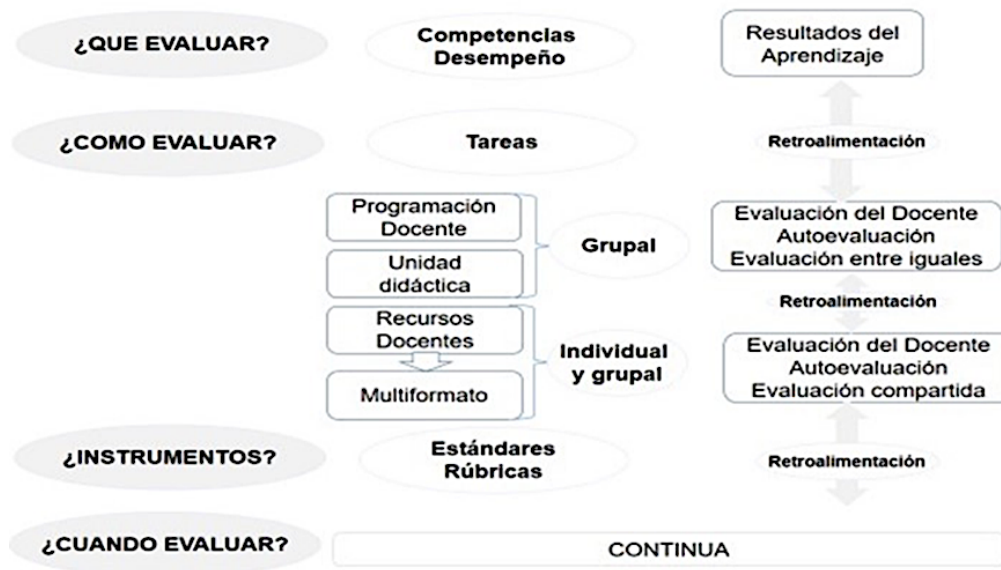 ¿QUE EVALUAR?
Competencias
Desempeño
Resultados del
Aprendizaje
¿COMO EVALUAR?
Tareas
Retroalimentación
Programación
Docente
Unidad
didáctica
Grupal
Evaluación del Docente
Autoevaluación
Evaluación entre iguales
Retroalimentación
Recursos
Docentes
Multiformato
Individual
y grupal
Evaluación del Docente
Autoevaluación
Evaluación compartida
¿INSTRUMENTOS?
Estándares
Rúbricas
Retroalimentación
¿CUANDO EVALUAR?
CONTINUA